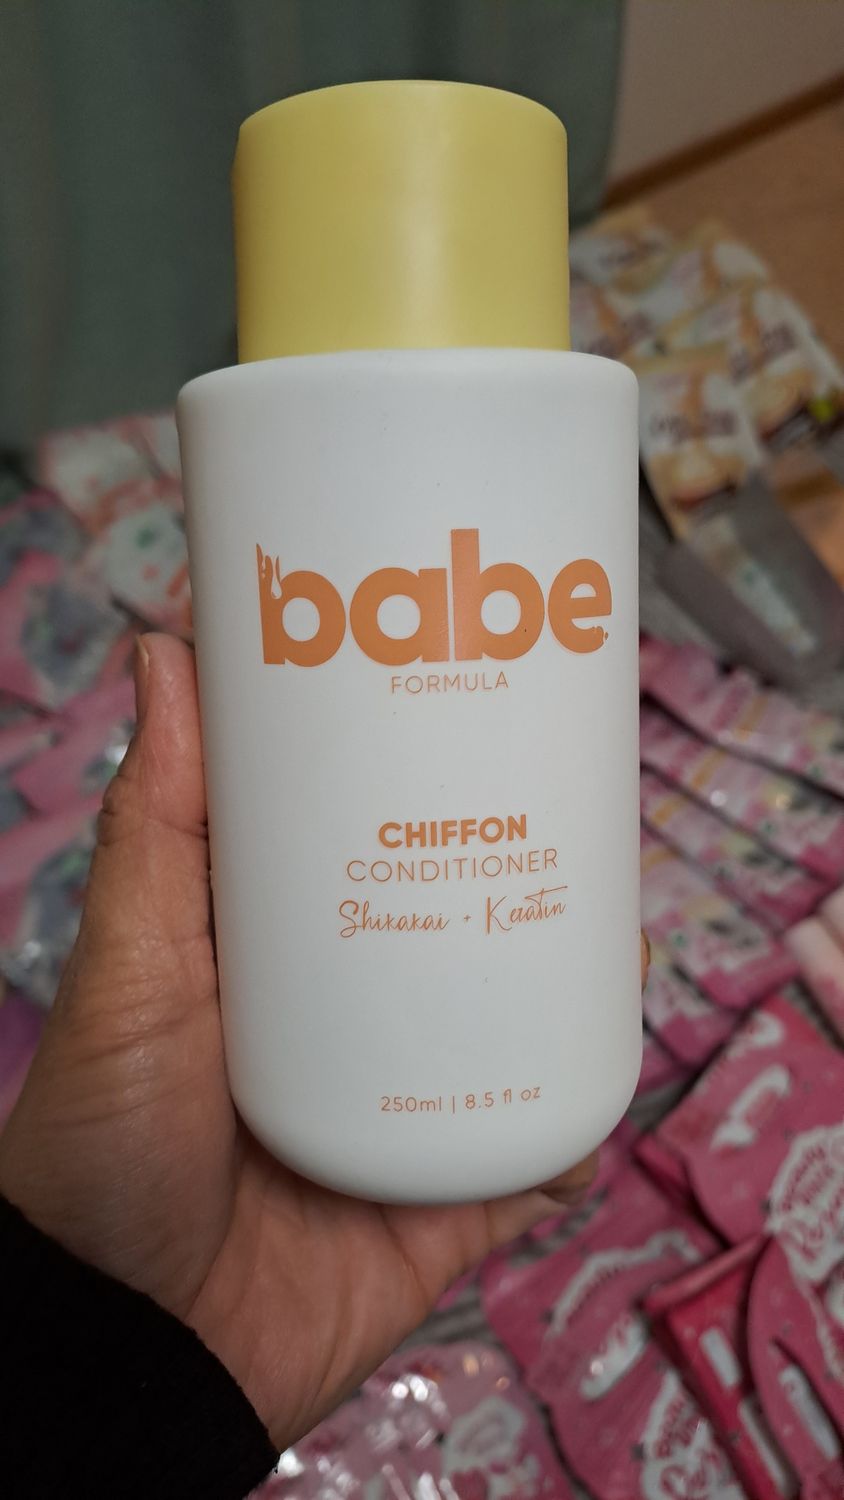 babe
FORMULA
CHIFFON
CONDITIONER
Shikakai + Keratin
250ml | 8.5 fl oz